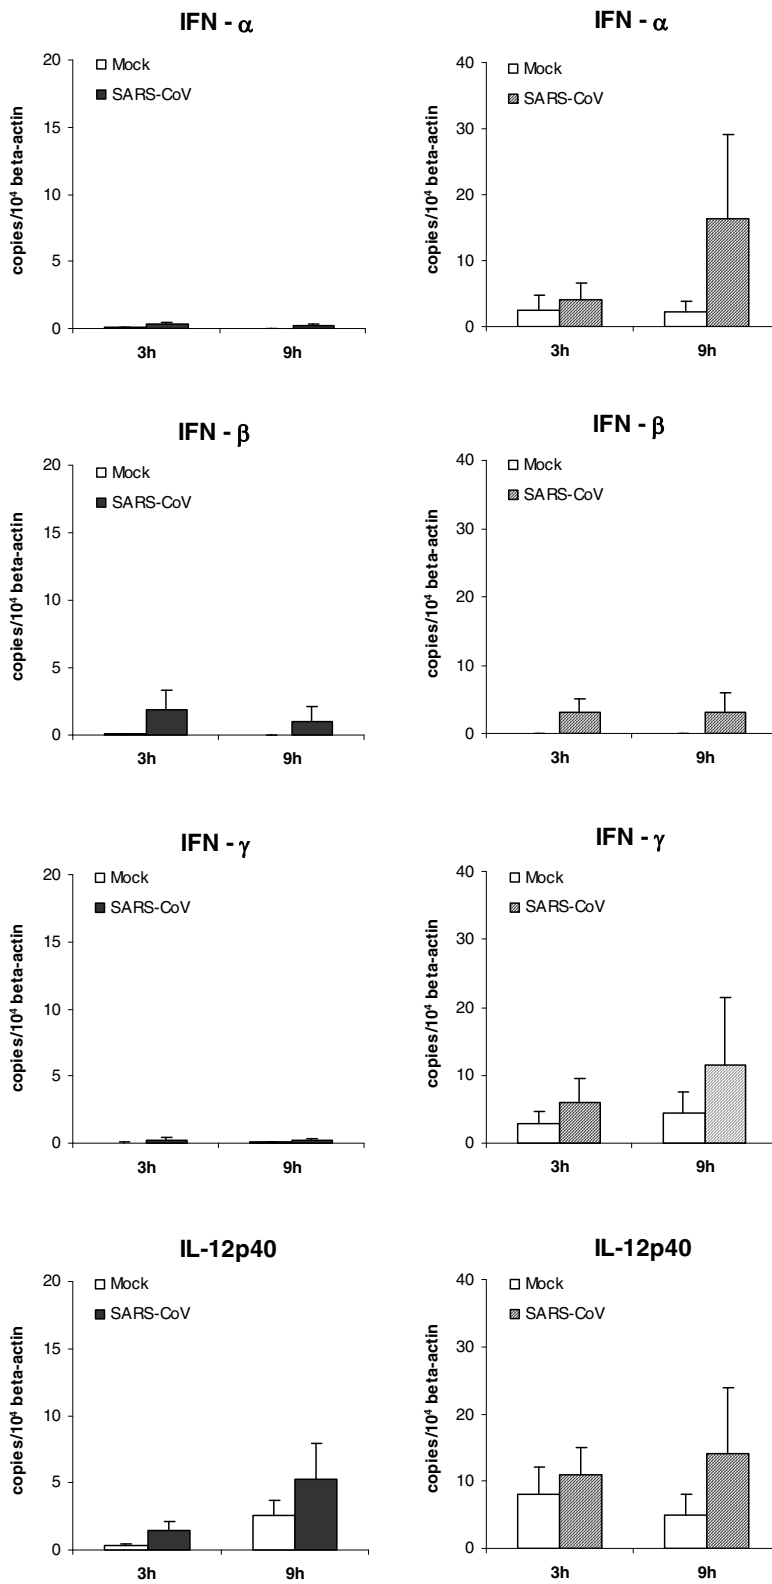 IFN - α
copies/10⁴ beta-actin
20
15
10
5
0
Mock
SARS-CoV
3h
9h
IFN - α
copies/10⁴ beta-actin
40
30
20
10
0
Mock
SARS-CoV
3h
9h
IFN - β
copies/10⁴ beta-actin
20
15
10
5
0
Mock
SARS-CoV
3h
9h
IFN - β
copies/10⁴ beta-actin
40
30
20
10
0
Mock
SARS-CoV
3h
9h
IFN - γ
copies/10⁴ beta-actin
20
15
10
5
0
Mock
SARS-CoV
3h
9h
IFN - γ
copies/10⁴ beta-actin
40
30
20
10
0
Mock
SARS-CoV
3h
9h
IL-12p40
copies/10⁴ beta-actin
20
15
10
5
0
Mock
SARS-CoV
3h
9h
IL-12p40
copies/10⁴ beta-actin
40
30
20
10
0
Mock
SARS-CoV
3h
9h